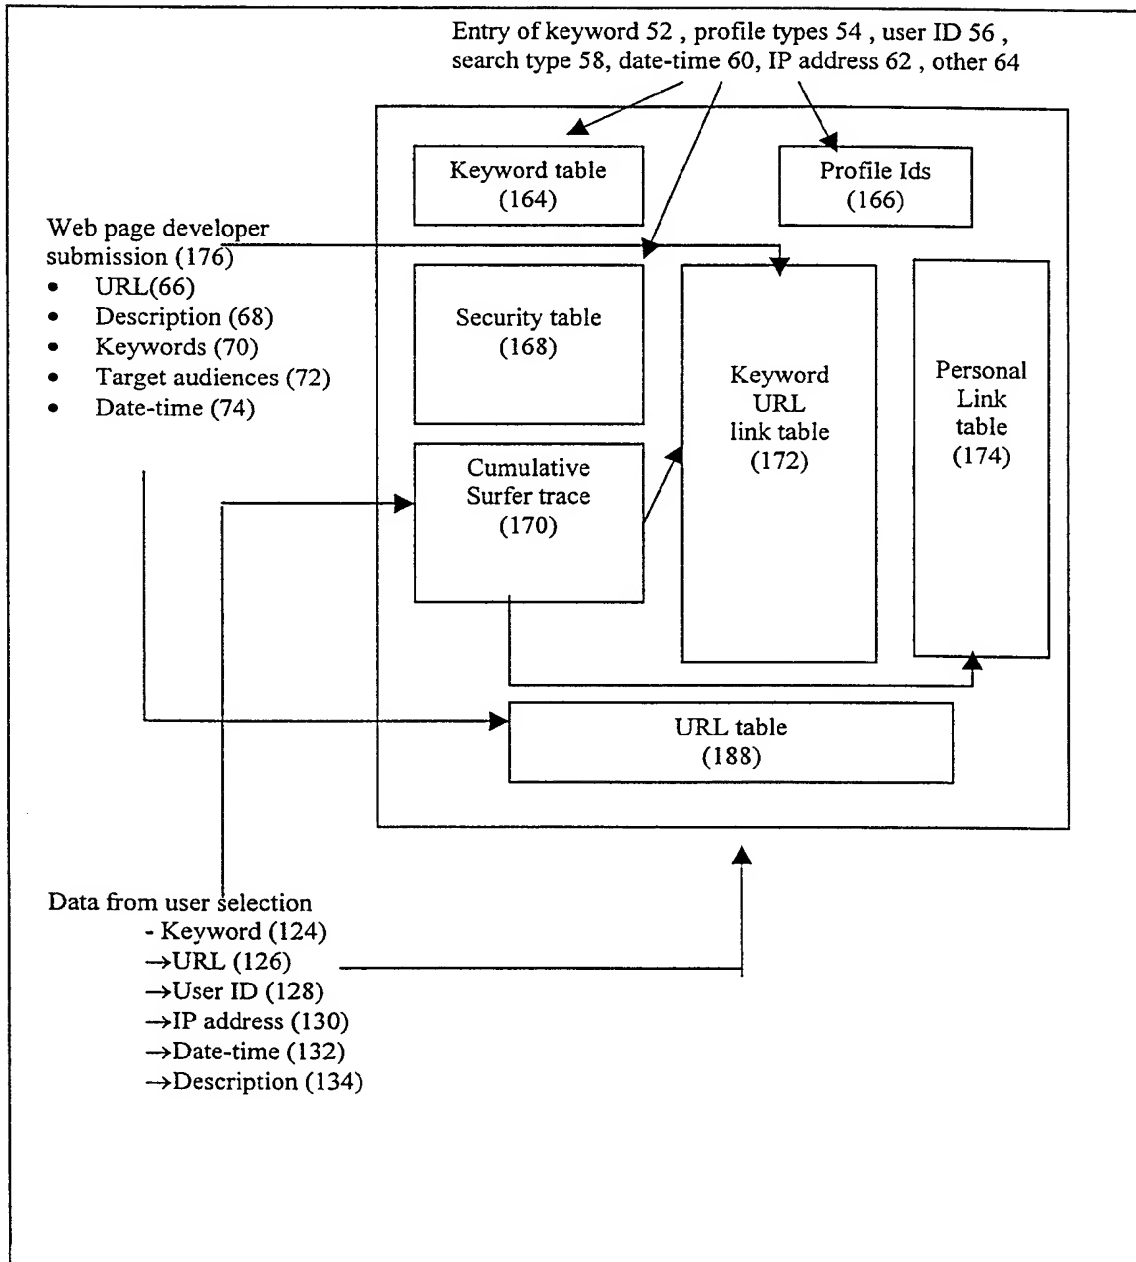 Entry of keyword 52 , profile types 54 , user ID 56 ,
search type 58, date-time 60, IP address 62 , other 64
Keyword table
(164)
Profile Ids
(166)
Web page developer
submission (176)
• URL(66)
• Description (68)
• Keywords (70)
• Target audiences (72)
• Date-time (74)
Security table
(168)
Keyword
URL
link table
(172)
Personal
Link
table
(174)
Cumulative
Surfer trace
(170)
URL table
(188)
Data from user selection
- Keyword (124)
→URL (126)
→User ID (128)
→IP address (130)
→Date-time (132)
→Description (134)